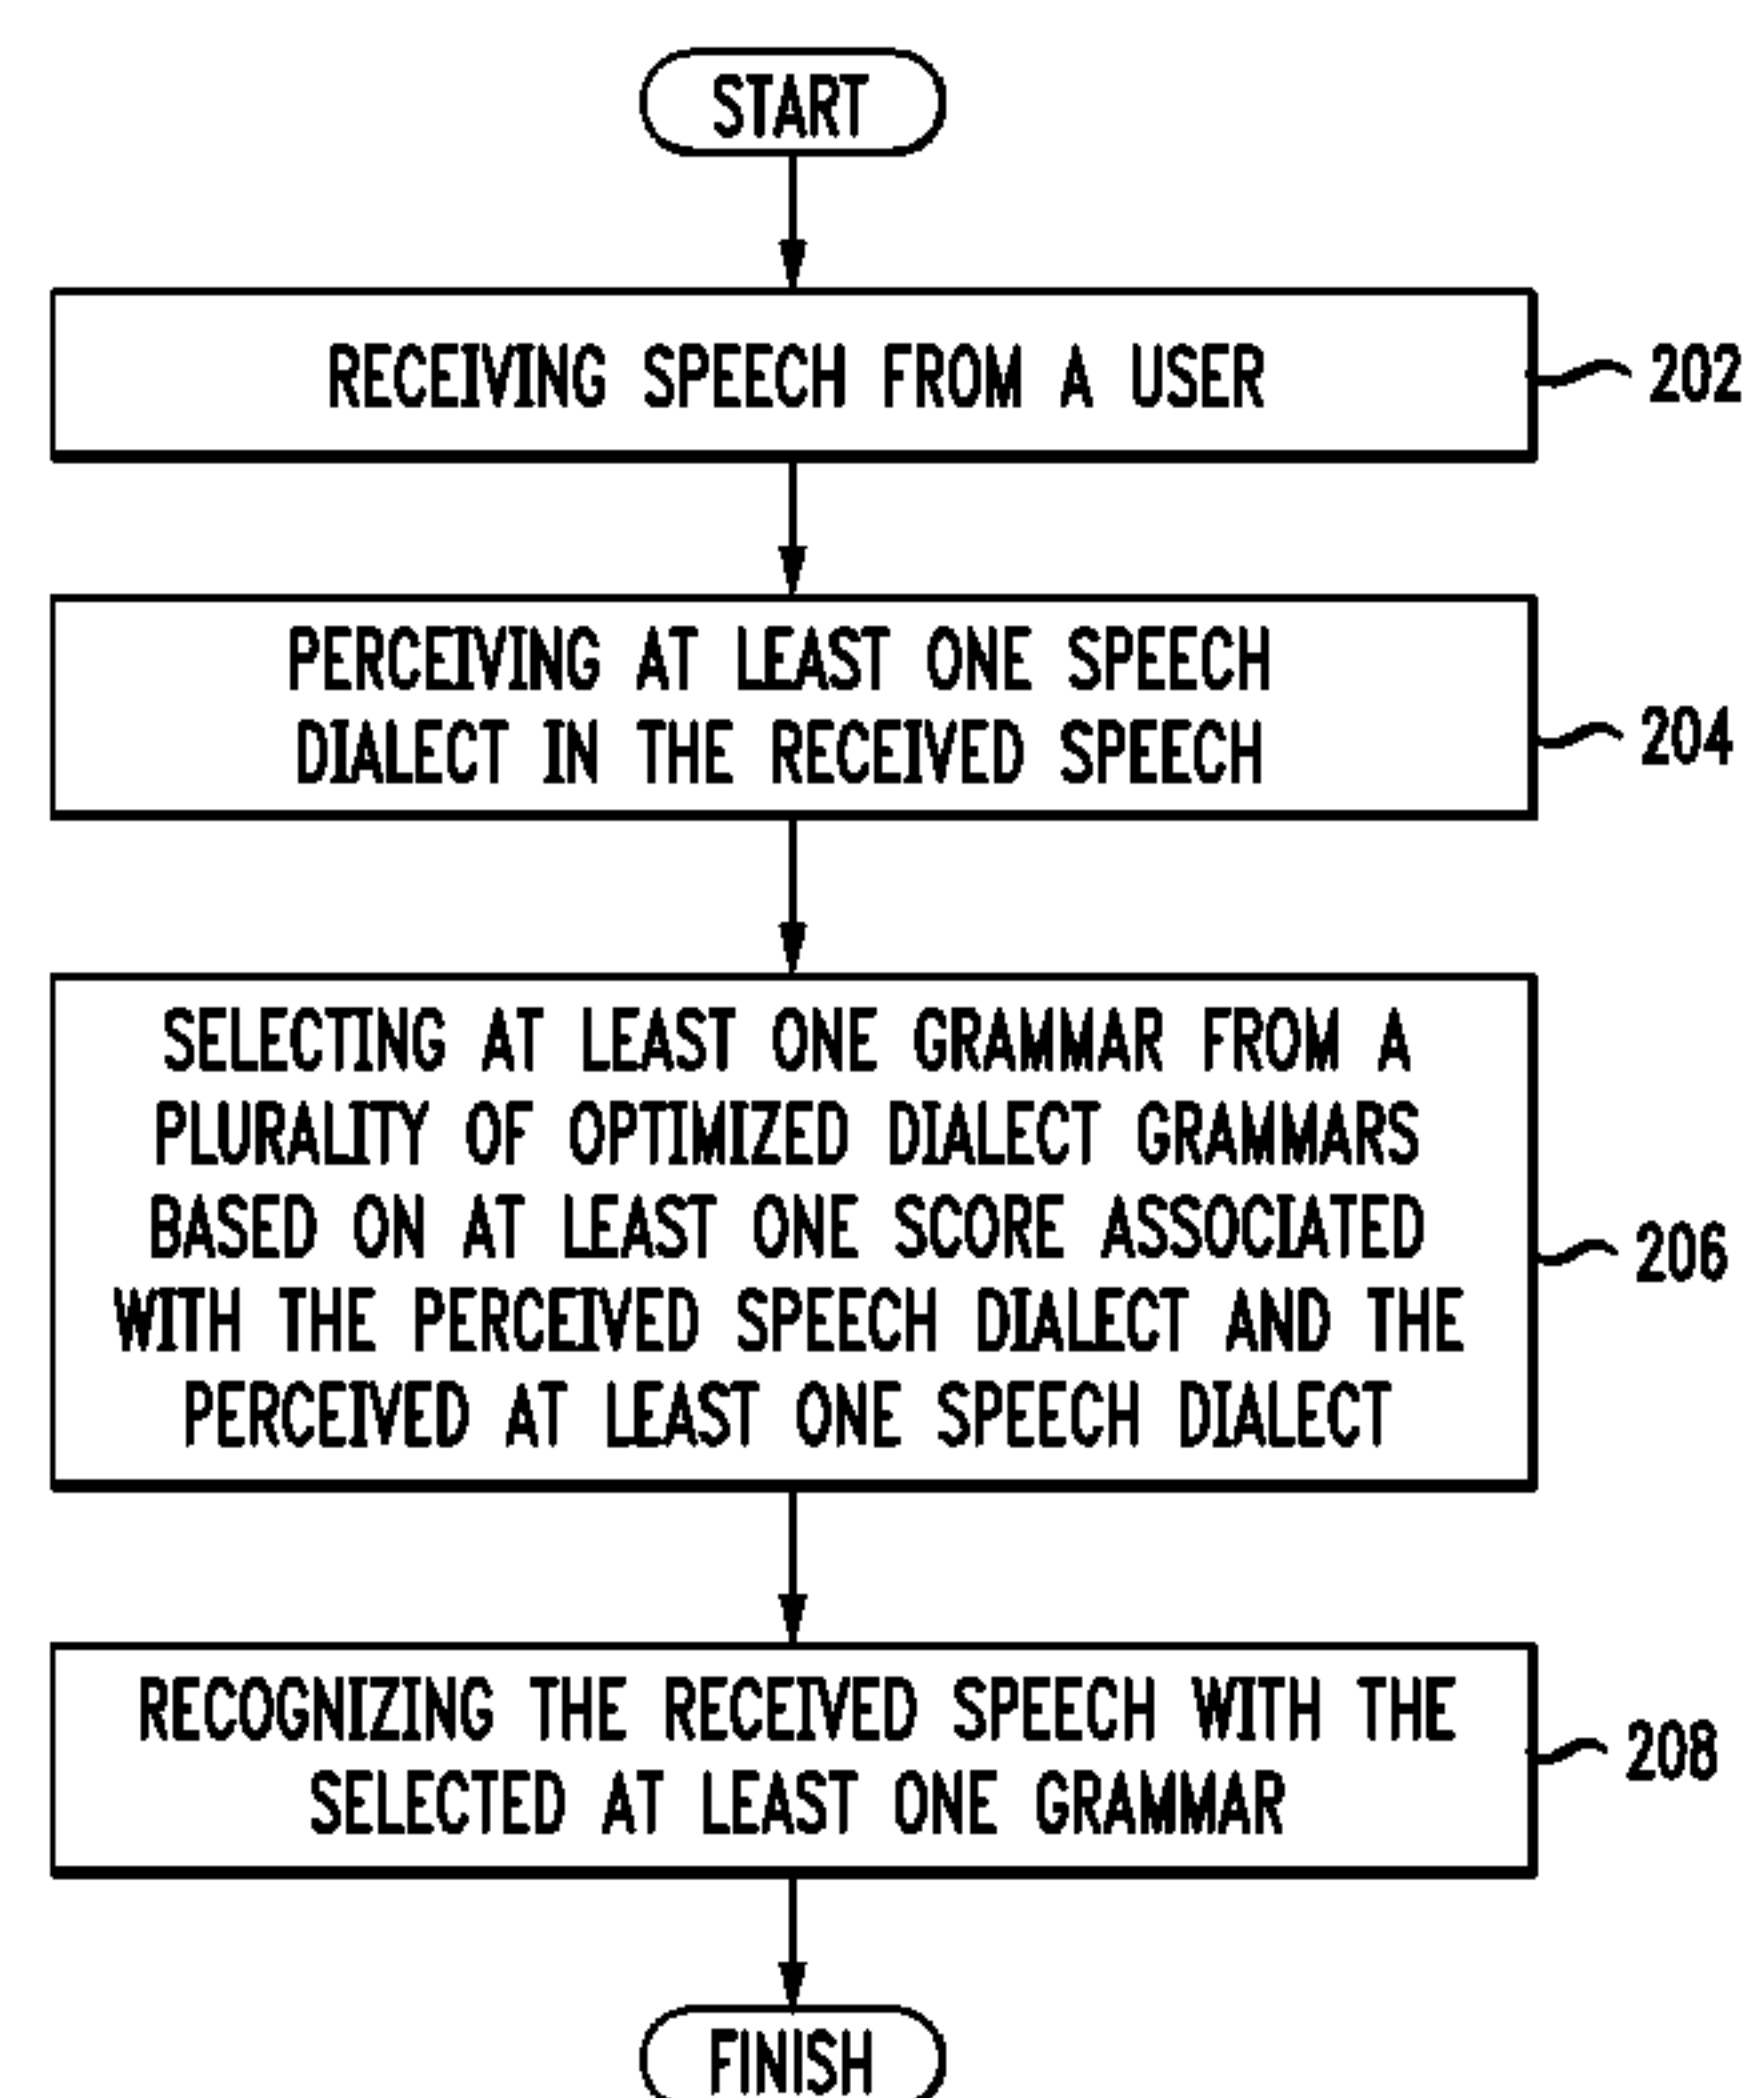 START
RECEIVING SPEECH FROM A USER
202
PERCEIVING AT LEAST ONE SPEECH
DIALECT IN THE RECEIVED SPEECH
204
SELECTING AT LEAST ONE GRAMMAR FROM A
PLURALITY OF OPTIMIZED DIALECT GRAMMARS
BASED ON AT LEAST ONE SCORE ASSOCIATED
WITH THE PERCEIVED SPEECH DIALECT AND THE
PERCEIVED AT LEAST ONE SPEECH DIALECT
206
RECOGNIZING THE RECEIVED SPEECH WITH THE
SELECTED AT LEAST ONE GRAMMAR
208
FINISH